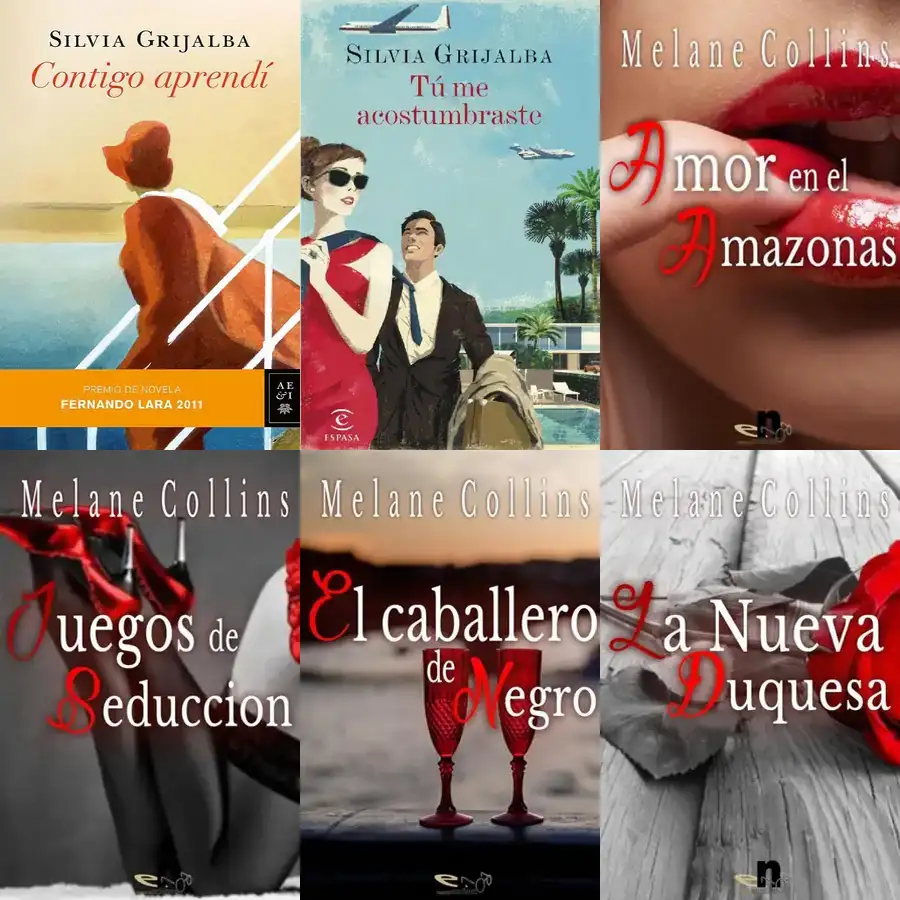 SILVIA GRIJALBA
Contigo aprendí
PREMIO DE NOVELA
FERNANDO LARA 2011
AE
&I
SILVIA GRIJALBA
Tú me
acostumbraste
e
ESPASA
Melane Collins
Amor en el
Amazonas
Melane Collins
Juegos de
Seduccion
Melane Collins
El caballero
de
Negro
Melane Collins
La Nueva
Duquesa